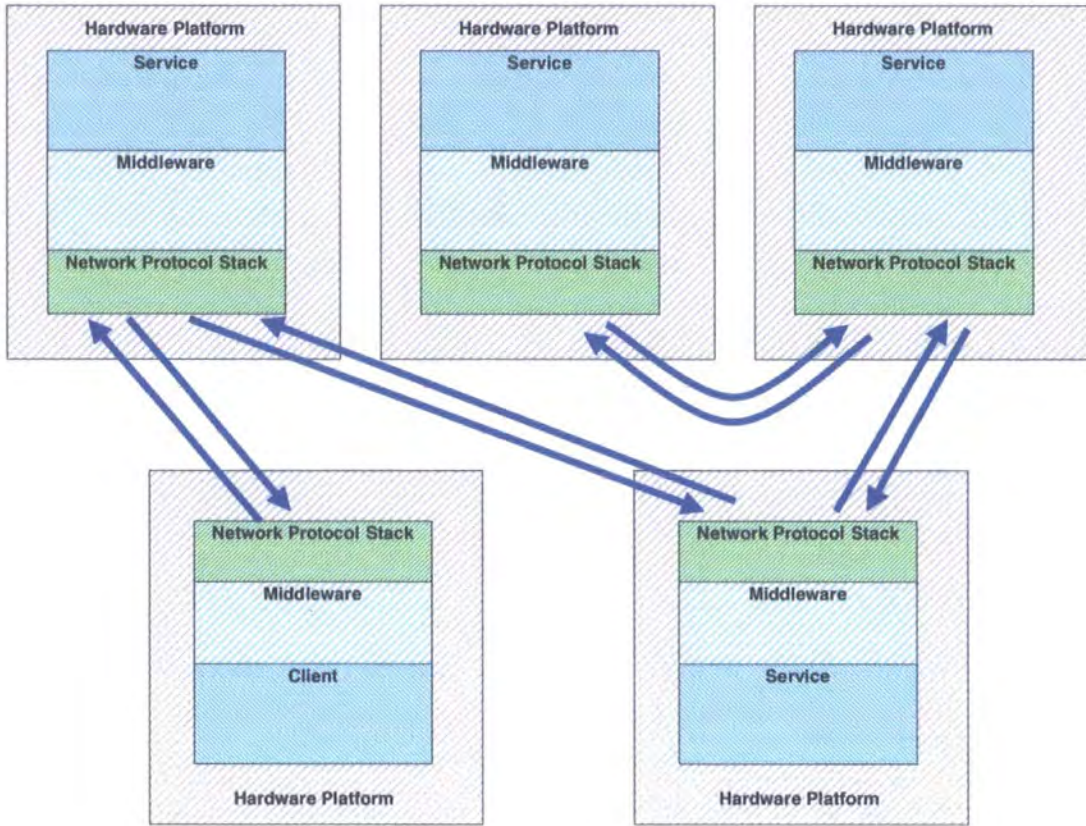 Hardware Platform
Service
Middleware
Network Protocol Stack
Hardware Platform
Service
Middleware
Network Protocol Stack
Hardware Platform
Service
Middleware
Network Protocol Stack
Network Protocol Stack
Middleware
Client
Hardware Platform
Network Protocol Stack
Middleware
Service
Hardware Platform